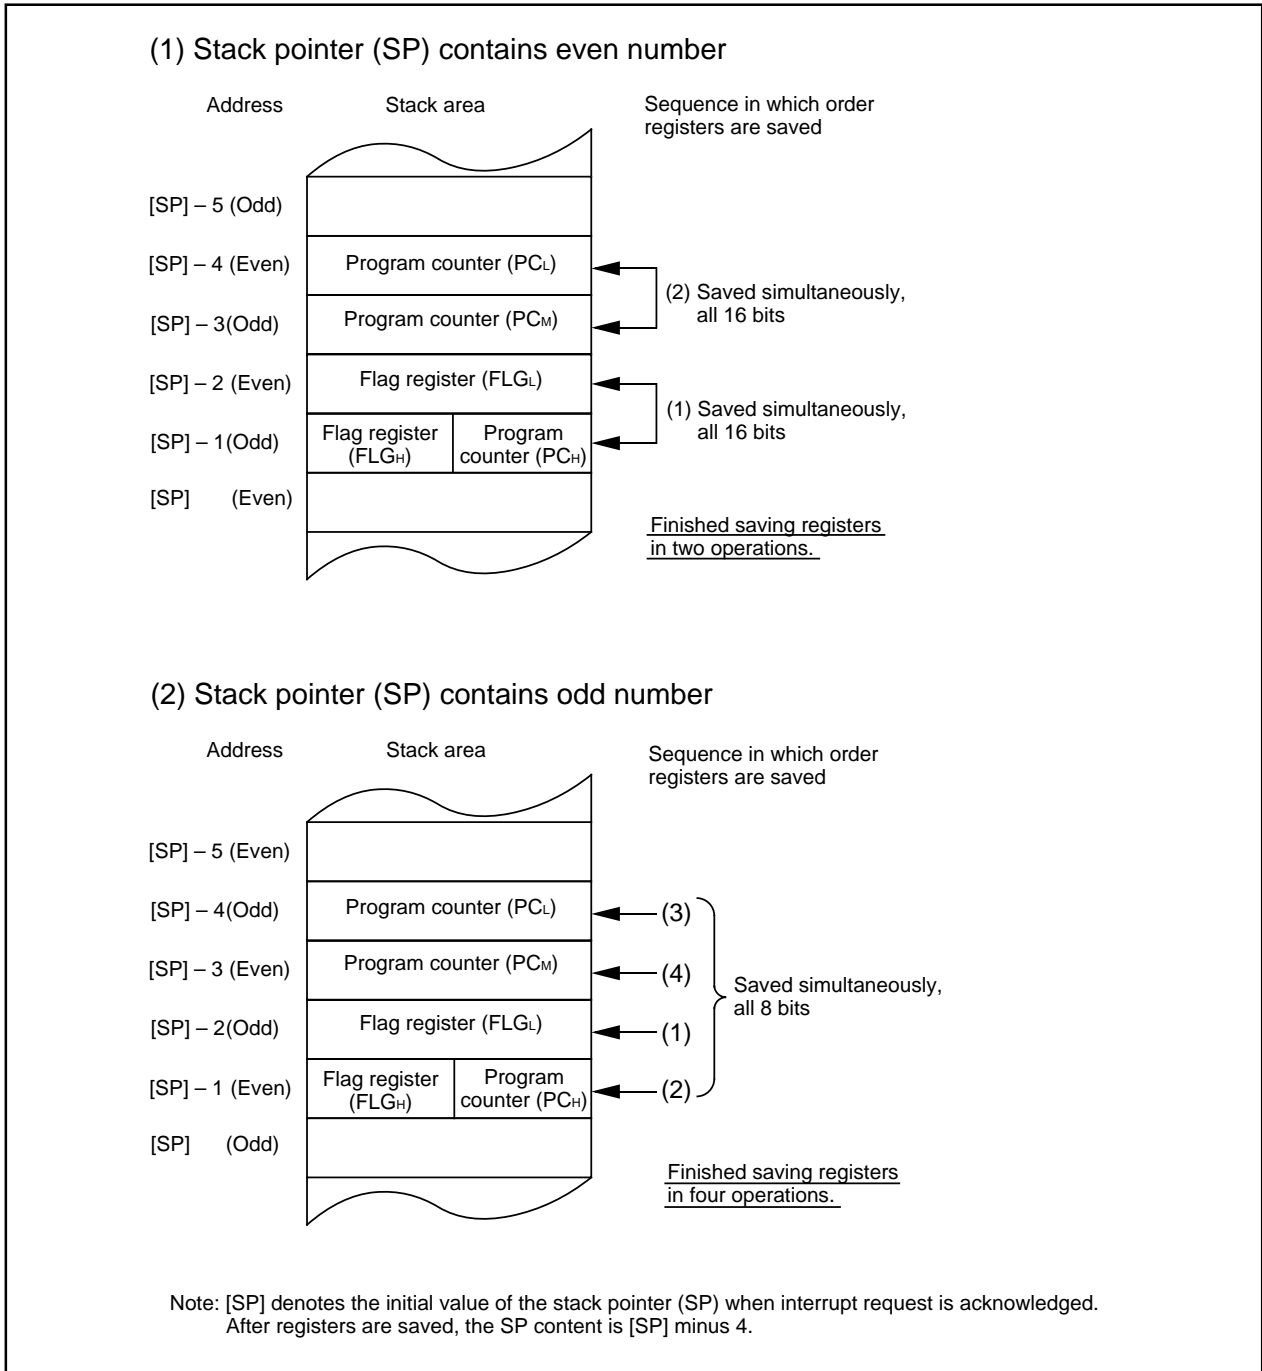 (1) Stack pointer (SP) contains even number
Address Stack area Sequence in which order
registers are saved
[SP] – 5 (Odd)
[SP] – 4 (Even) Program counter (PCL)
(2) Saved simultaneously,
all 16 bits
[SP] – 3(Odd) Program counter (PCM)
[SP] – 2 (Even) Flag register (FLGL)
(1) Saved simultaneously,
all 16 bits
[SP] – 1(Odd) Flag register
(FLGH) Program
counter (PCH)
[SP] (Even)
Finished saving registers
in two operations.
(2) Stack pointer (SP) contains odd number
Address Stack area Sequence in which order
registers are saved
[SP] – 5 (Even)
[SP] – 4(Odd) Program counter (PCL) (3)
[SP] – 3 (Even) Program counter (PCM) (4)
Saved simultaneously,
all 8 bits
[SP] – 2(Odd) Flag register (FLGL) (1)
[SP] – 1 (Even) Flag register
(FLGH) Program
counter (PCH) (2)
[SP] (Odd)
Finished saving registers
in four operations.
Note: [SP] denotes the initial value of the stack pointer (SP) when interrupt request is acknowledged.
After registers are saved, the SP content is [SP] minus 4.